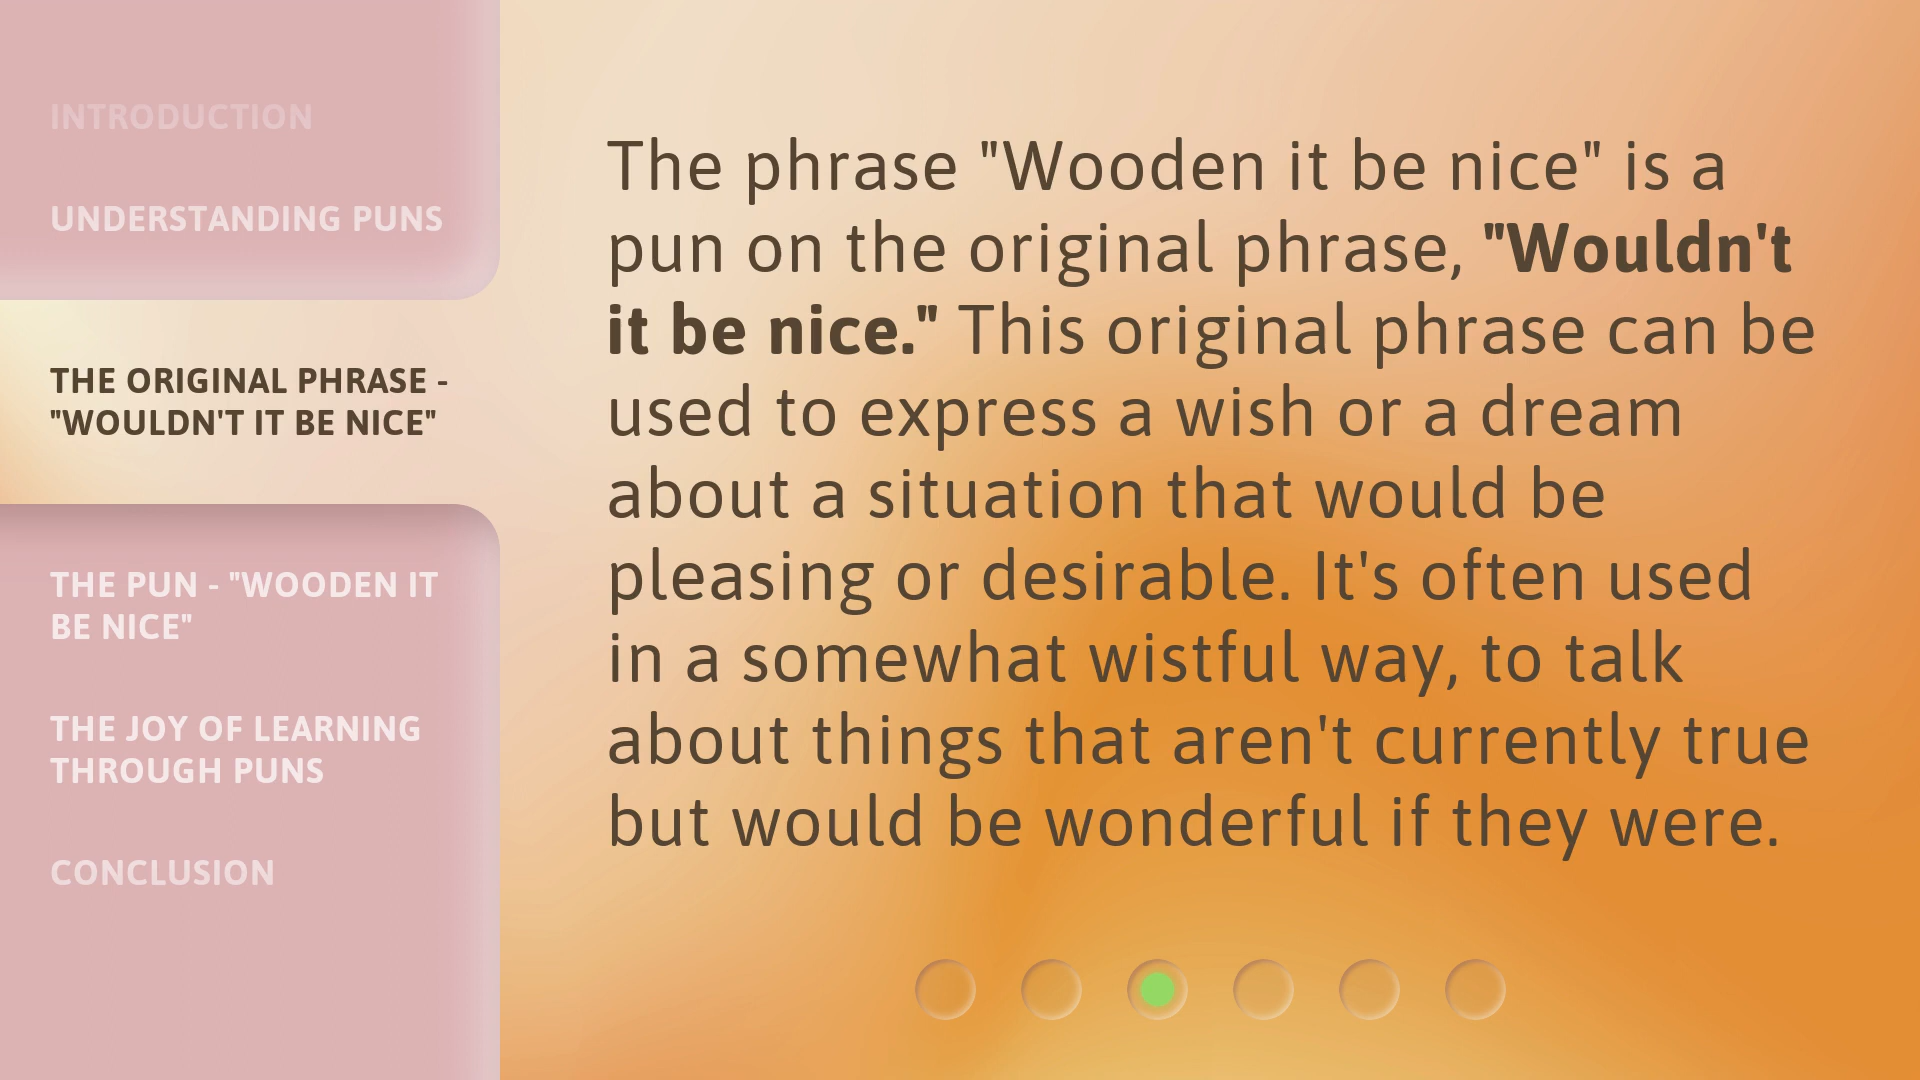 INTRODUCTION
UNDERSTANDING PUNS
THE ORIGINAL PHRASE -
"WOULDN'T IT BE NICE"
THE PUN - "WOODEN IT
BE NICE"
THE JOY OF LEARNING
THROUGH PUNS
CONCLUSION
The phrase "Wooden it be nice" is a
pun on the original phrase, "Wouldn't
it be nice." This original phrase can be
used to express a wish or a dream
about a situation that would be
pleasing or desirable. It's often used
in a somewhat wistful way, to talk
about things that aren't currently true
but would be wonderful if they were.